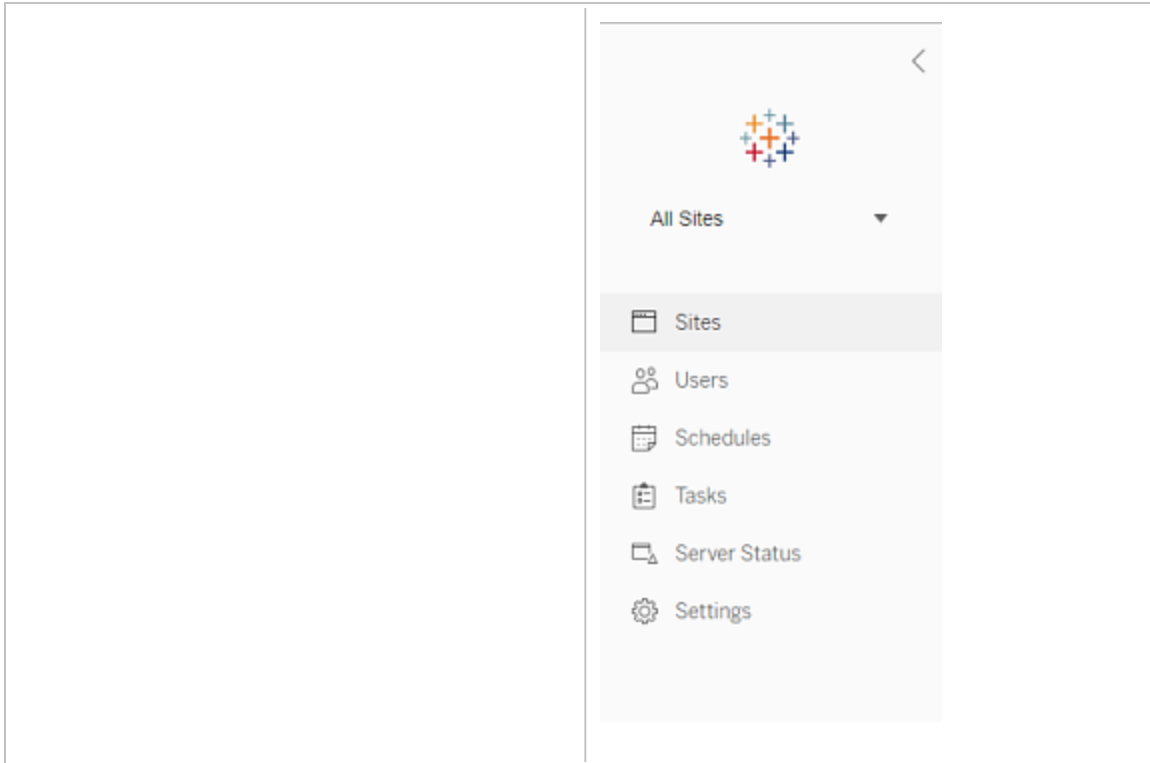 All Sites
Sites
Users
Schedules
Tasks
Server Status
Settings